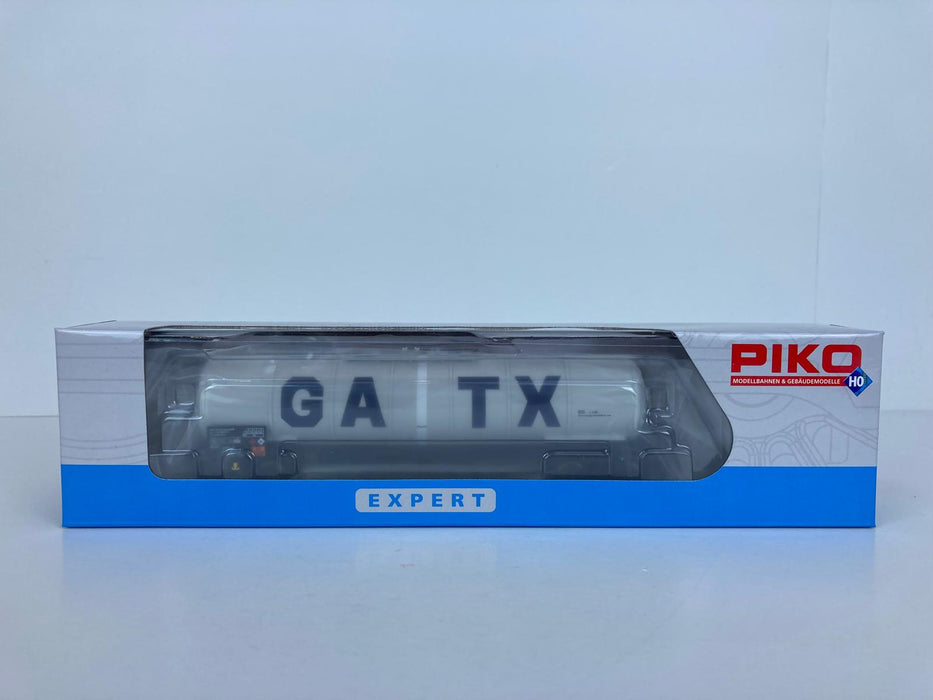 PIKO
MODELLBAHNEN & GEBÄUDEMODELLE
H0
GA TX
EXPERT